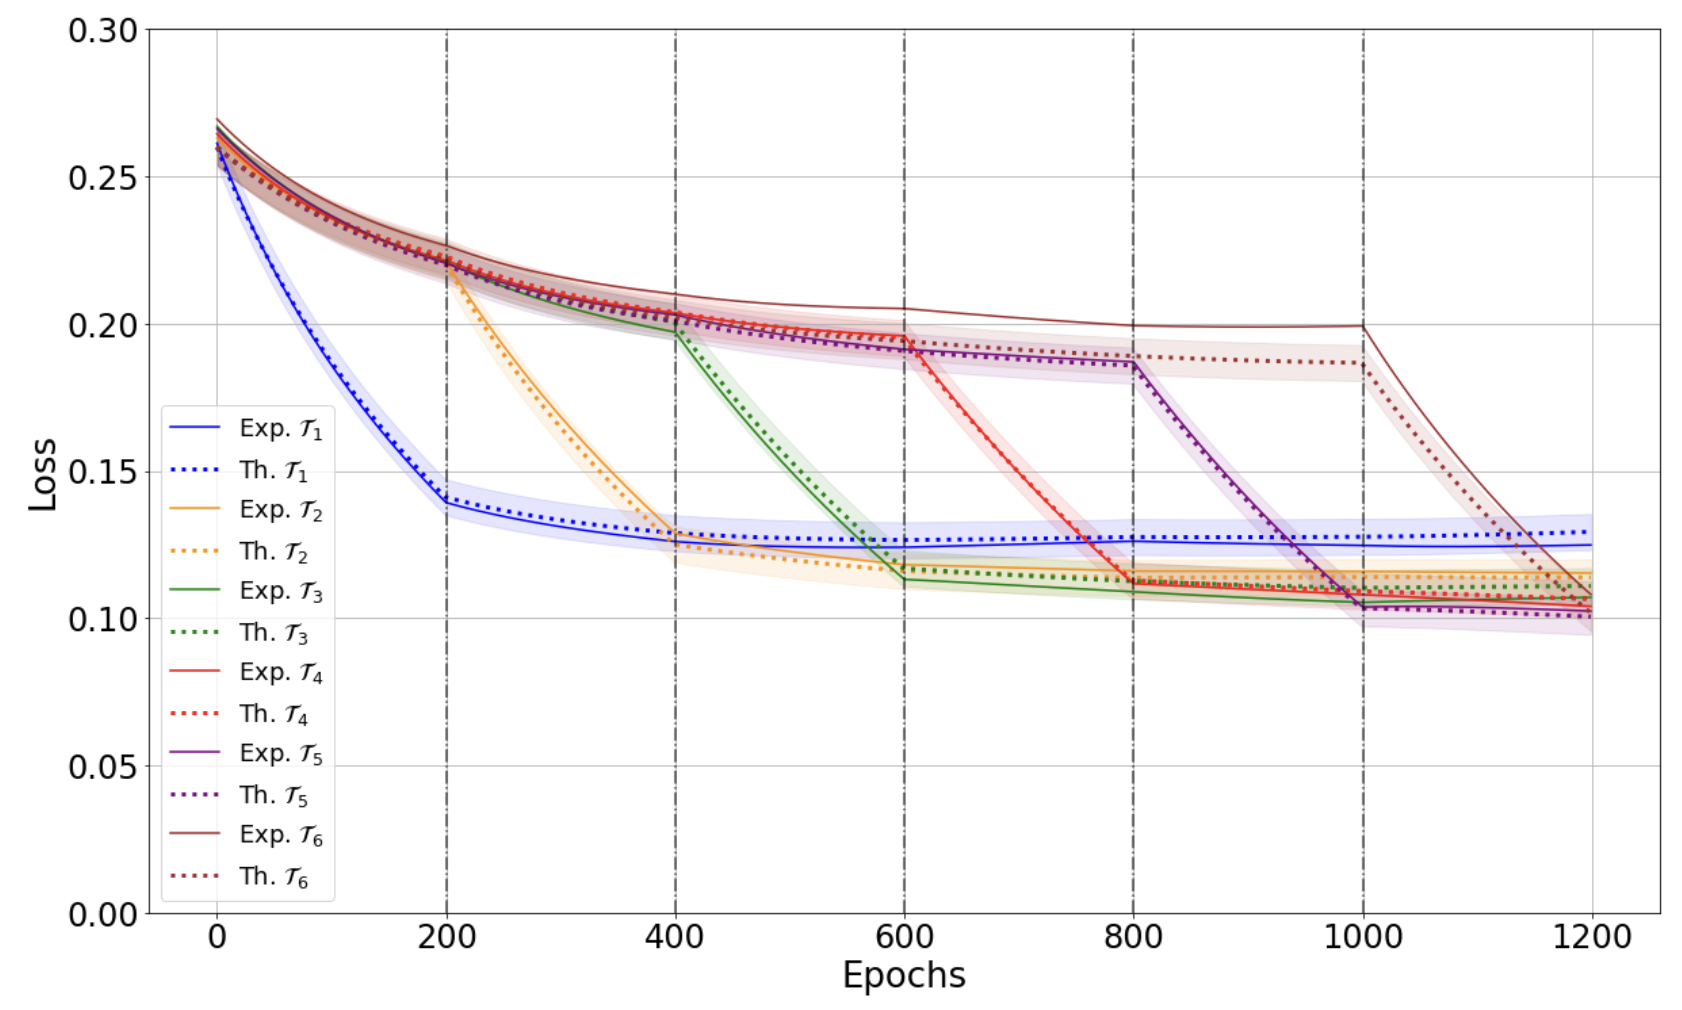 0.30
0.25
0.20
0.15
0.10
0.05
0.00
Loss
Exp. 𝒯₁
Th. 𝒯₁
Exp. 𝒯₂
Th. 𝒯₂
Exp. 𝒯₃
Th. 𝒯₃
Exp. 𝒯₄
Th. 𝒯₄
Exp. 𝒯₅
Th. 𝒯₅
Exp. 𝒯₆
Th. 𝒯₆
0 200 400 600 800 1000 1200
Epochs